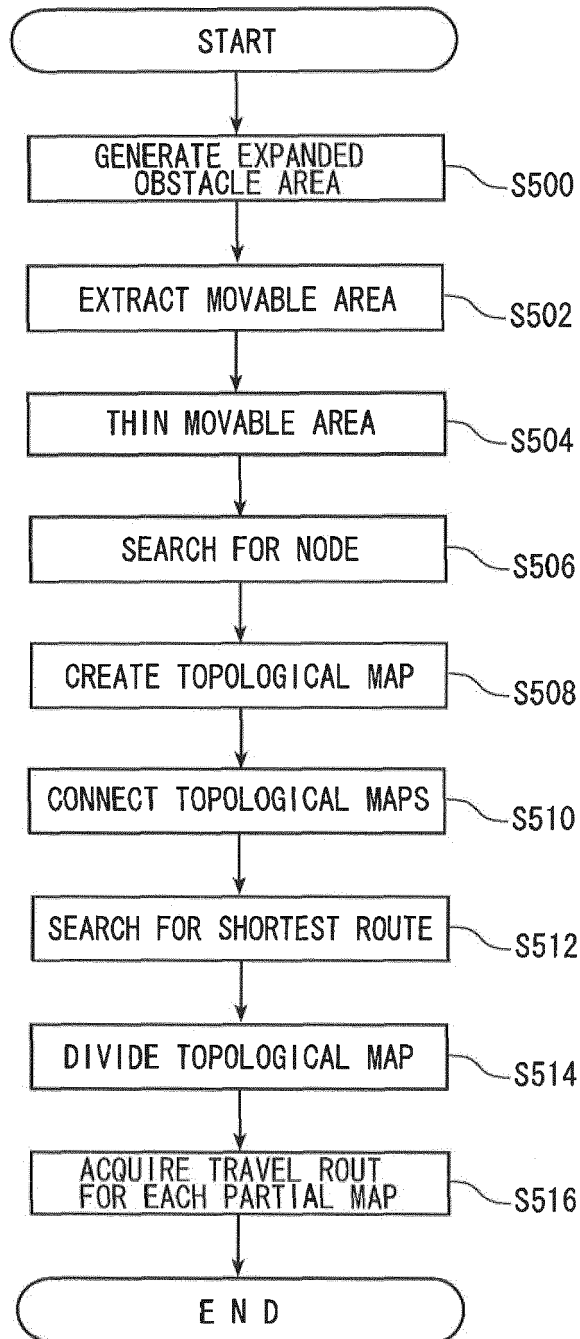 START
GENERATE EXPANDED
OBSTACLE AREA
S500
EXTRACT MOVABLE AREA
S502
THIN MOVABLE AREA
S504
SEARCH FOR NODE
S506
CREATE TOPOLOGICAL MAP
S508
CONNECT TOPOLOGICAL MAPS
S510
SEARCH FOR SHORTEST ROUTE
S512
DIVIDE TOPOLOGICAL MAP
S514
ACQUIRE TRAVEL ROUT
FOR EACH PARTIAL MAP
S516
END